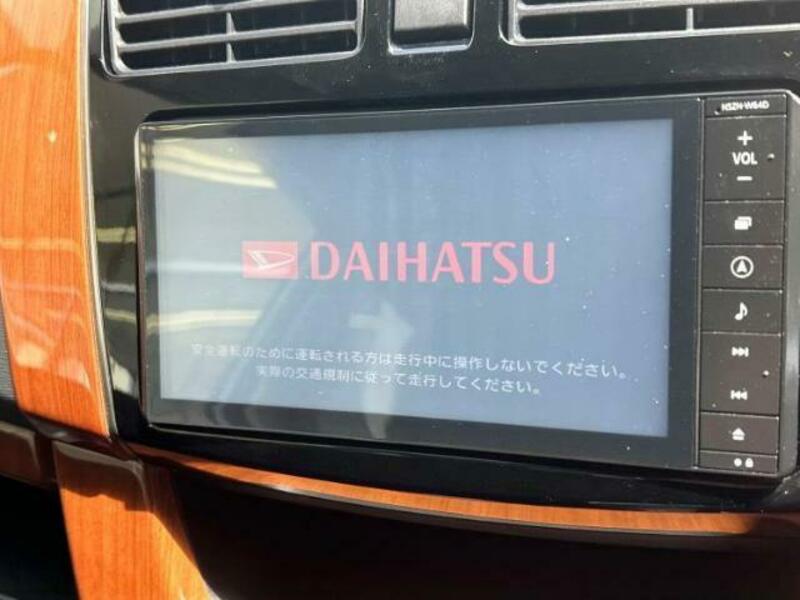 NSZN-W64D
VOL
DAIHATSU
安全運転のために運転される方は走行中に操作しないでください。
実際の交通規制に従って走行してください。